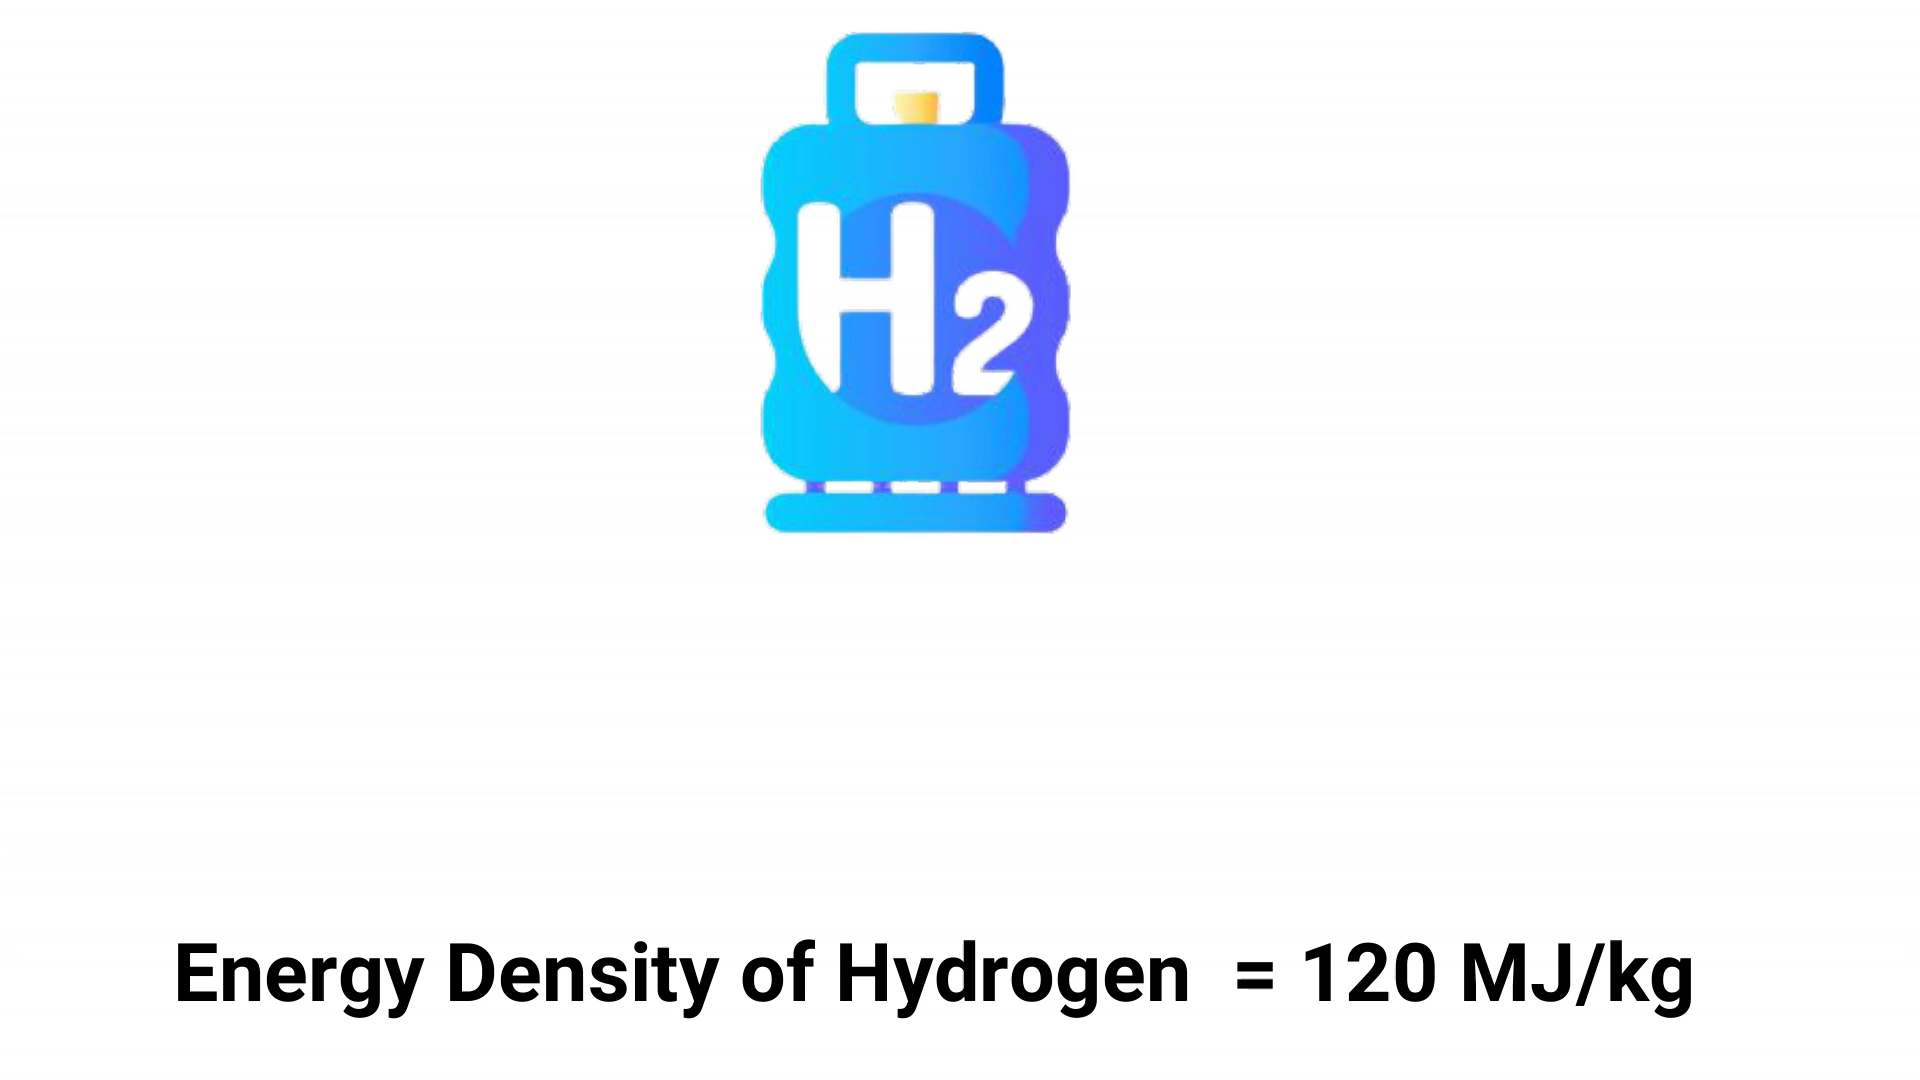 H2
Energy Density of Hydrogen = 120 MJ/kg